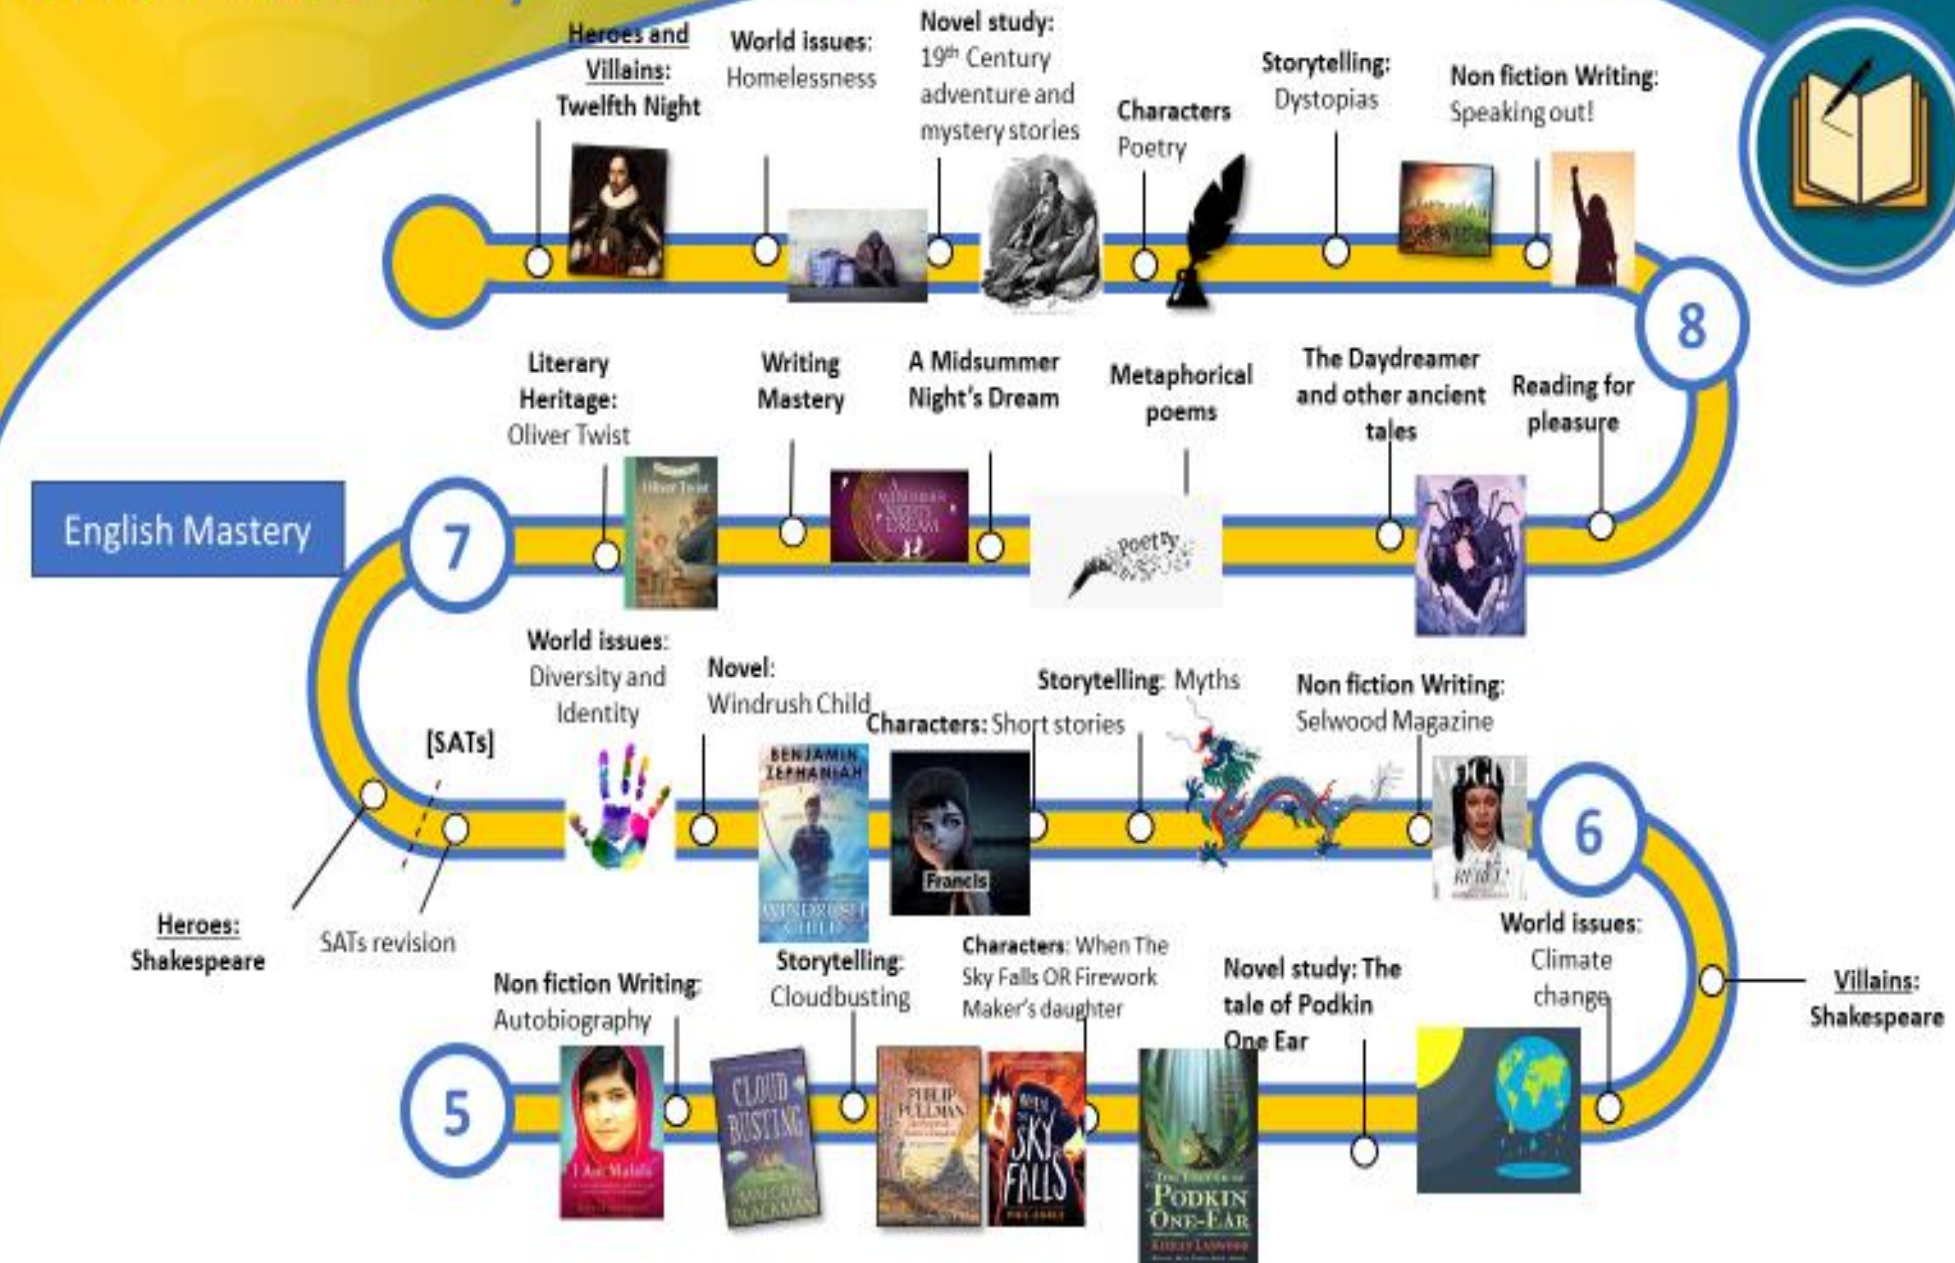 Heroes and
Villains:
Twelfth Night
World issues:
Homelessness
Novel study:
19th Century
adventure and
mystery stories
Characters
Poetry
Storytelling:
Dystopias
Non fiction Writing:
Speaking out!
8
Literary
Heritage:
Oliver Twist
Writing
Mastery
A Midsummer
Night's Dream
Metaphorical
poems
The Daydreamer
and other ancient
tales
Reading for
pleasure
English Mastery
7
Oliver Twist
A
MIDSUMMER
NIGHT'S
DREAM
Poetry
World issues:
Diversity and
Identity
Novel:
Windrush Child
Characters: Short stories
Storytelling: Myths
Non fiction Writing:
Selwood Magazine
[SATs]
BENJAMIN
ZEPHANIAH
WINDRUSH
CHILD
Francis
VOGUE
6
Heroes:
Shakespeare
SATs revision
Non fiction Writing:
Autobiography
Storytelling:
Cloudbusting
Characters: When The
Sky Falls OR Firework
Maker's daughter
Novel study: The
tale of Podkin
One Ear
World issues:
Climate
change
Villains:
Shakespeare
5
I Am Malala
CLOUD
BUSTING
MALORIE
BLACKMAN
PHILIP
PULLMAN
WHEN
THE
SKY
FALLS
PODKIN
ONE-EAR